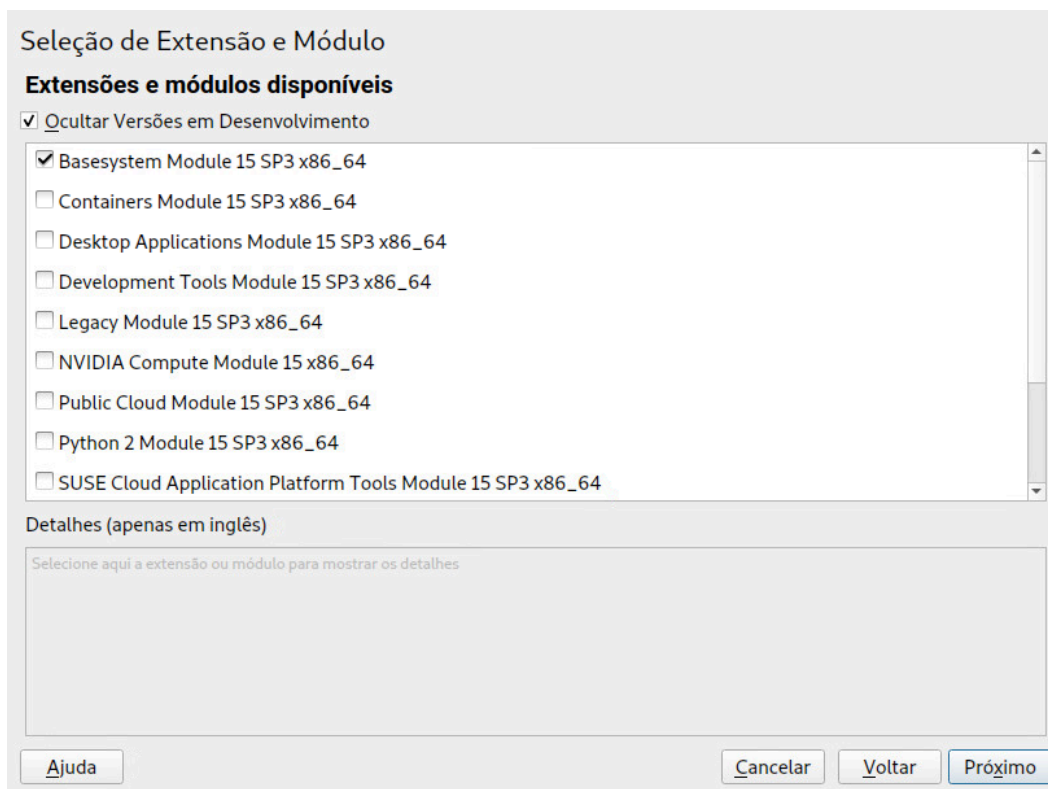 Seleção de Extensão e Módulo
Extensões e módulos disponíveis
Ocultar Versões em Desenvolvimento
Basesystem Module 15 SP3 x86_64
Containers Module 15 SP3 x86_64
Desktop Applications Module 15 SP3 x86_64
Development Tools Module 15 SP3 x86_64
Legacy Module 15 SP3 x86_64
NVIDIA Compute Module 15 x86_64
Public Cloud Module 15 SP3 x86_64
Python 2 Module 15 SP3 x86_64
SUSE Cloud Application Platform Tools Module 15 SP3 x86_64
Detalhes (apenas em inglês)
Selecione aqui a extensão ou módulo para mostrar os detalhes
Ajuda Cancelar Voltar Próximo